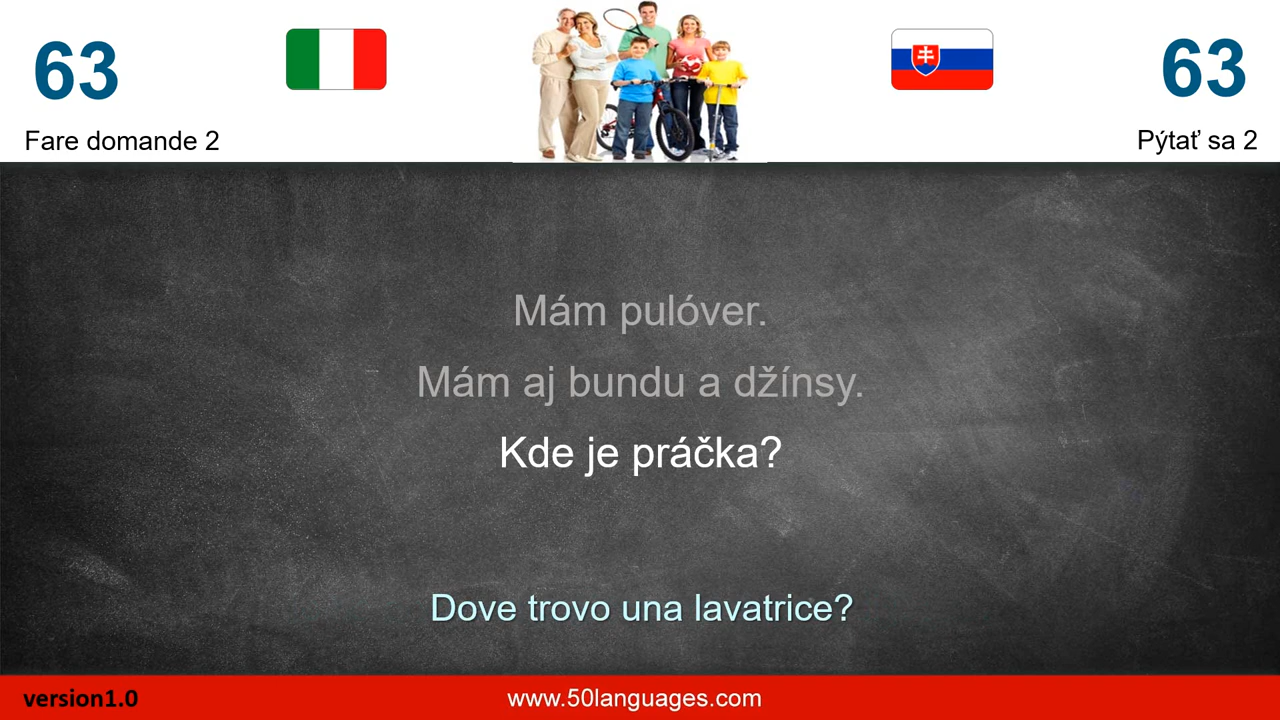 63
63
Fare domande 2
Pýtať sa 2
Mám pulóver.
Mám aj bundu a džínsy.
Kde je práčka?
Dove trovo una lavatrice?
version1.0
www.50languages.com